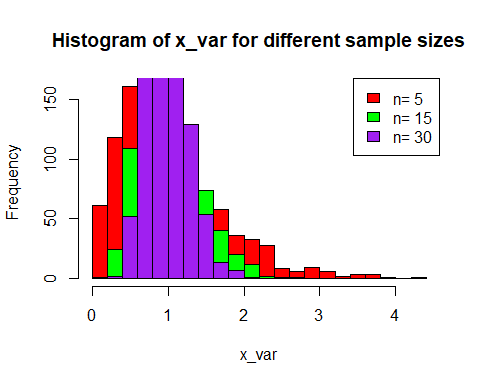 Histogram of x_var for different sample sizes
n= 5
n= 15
n= 30
Frequency
150
100
50
0
0 1 2 3 4
x_var